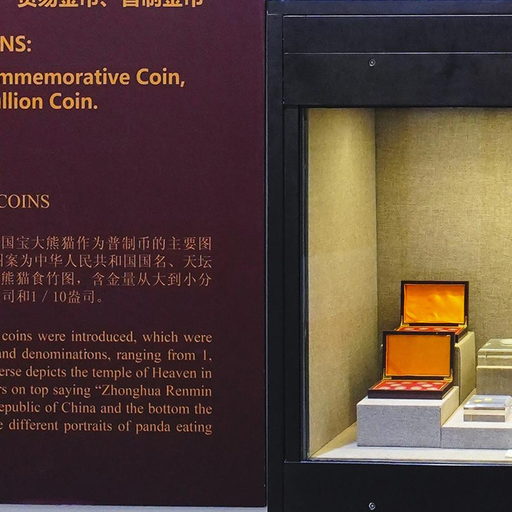 贸易金币、普制金币
NS:
mmemorative Coin,
llion Coin.
COINS
国宝大熊猫作为普制币的主要图
案为中华人民共和国国名、天坛
熊猫食竹图，含金量从大到小分
司和1/10盎司。
coins were introduced, which were
and denominations, ranging from 1,
erse depicts the temple of Heaven in
rs on top saying “Zhonghua Renmin
epublic of China and the bottom the
e different portraits of panda eating